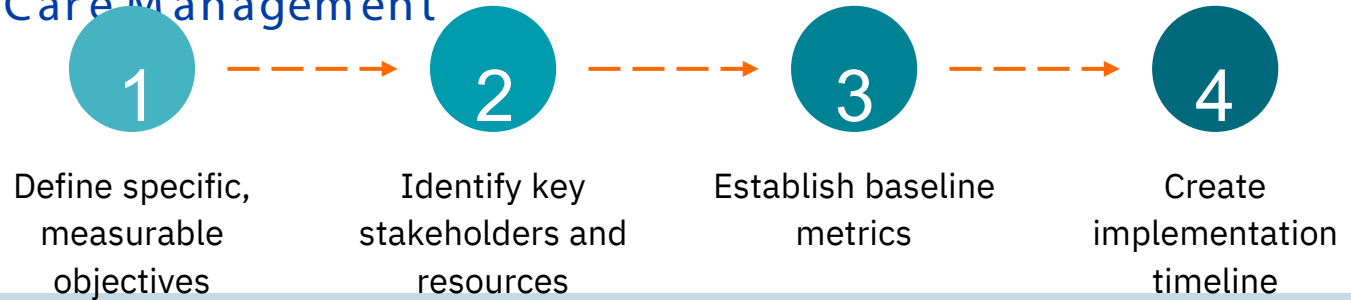 Care Management
1
2
3
4
Define specific,
measurable
objectives
Identify key
stakeholders and
resources
Establish baseline
metrics
Create
implementation
timeline